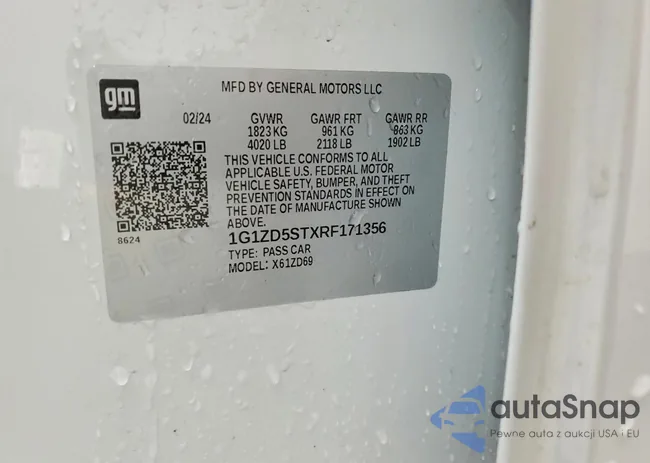 gm
MFD BY GENERAL MOTORS LLC
02/24 GVWR GAWR FRT GAWR RR
1823 KG 961 KG 863 KG
4020 LB 2118 LB 1902 LB
THIS VEHICLE CONFORMS TO ALL
APPLICABLE U.S. FEDERAL MOTOR
VEHICLE SAFETY, BUMPER, AND THEFT
PREVENTION STANDARDS IN EFFECT ON
THE DATE OF MANUFACTURE SHOWN
ABOVE.
8624
1G1ZD5STXRF171356
TYPE: PASS CAR
MODEL: X61ZD69
autaSnap
Pewne auta z aukcji USA i EU